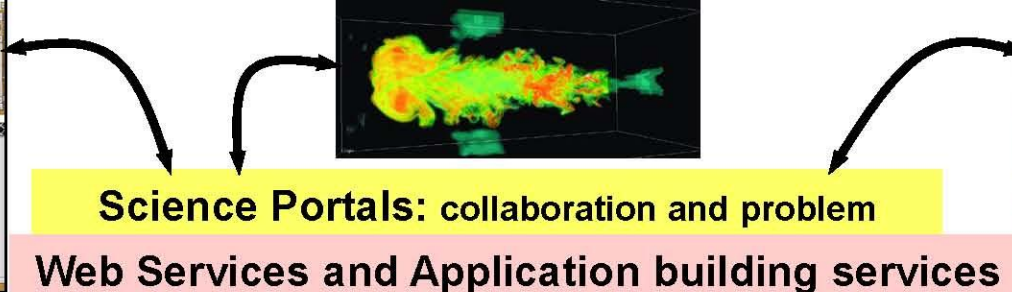 Science Portals: collaboration and problem
Web Services and Application building services